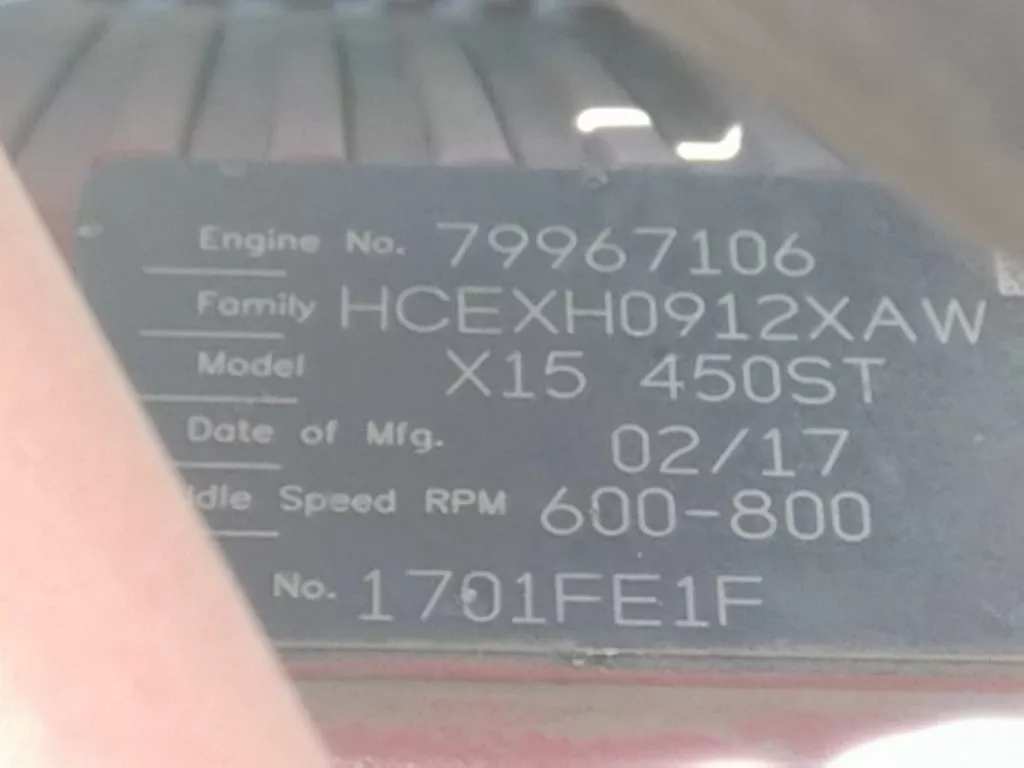 Engine No. 79967106
Family HCEXH0912XAW
Model X15 450ST
Date of Mfg. 02/17
Idle Speed RPM 600-800
No. 1701FE1F